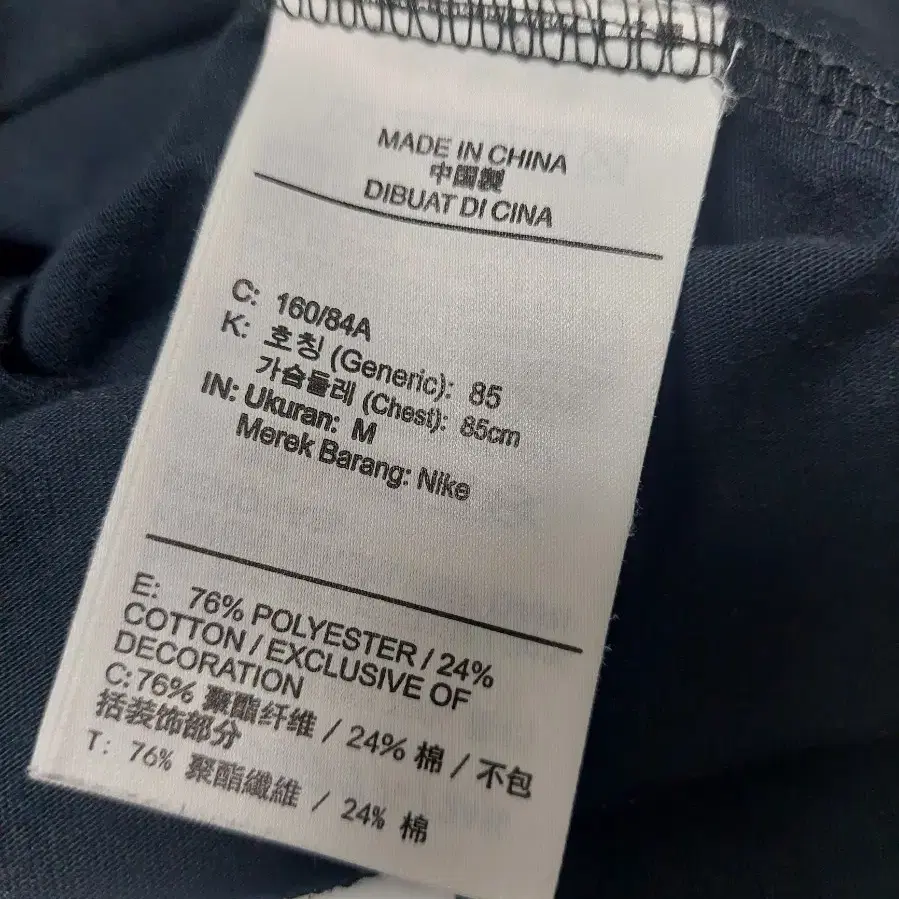 MADE IN CHINA
中國製
DIBUAT DI CINA
C: 160/84A
K: 호칭 (Generic): 85
가슴둘레 (Chest): 85cm
IN: Ukuran: M
Merek Barang: Nike
E: 76% POLYESTER / 24%
COTTON / EXCLUSIVE OF
DECORATION
C: 76% 聚酯纤维 / 24% 棉 / 不包
括装饰部分
T: 76% 聚酯纖維 / 24% 棉